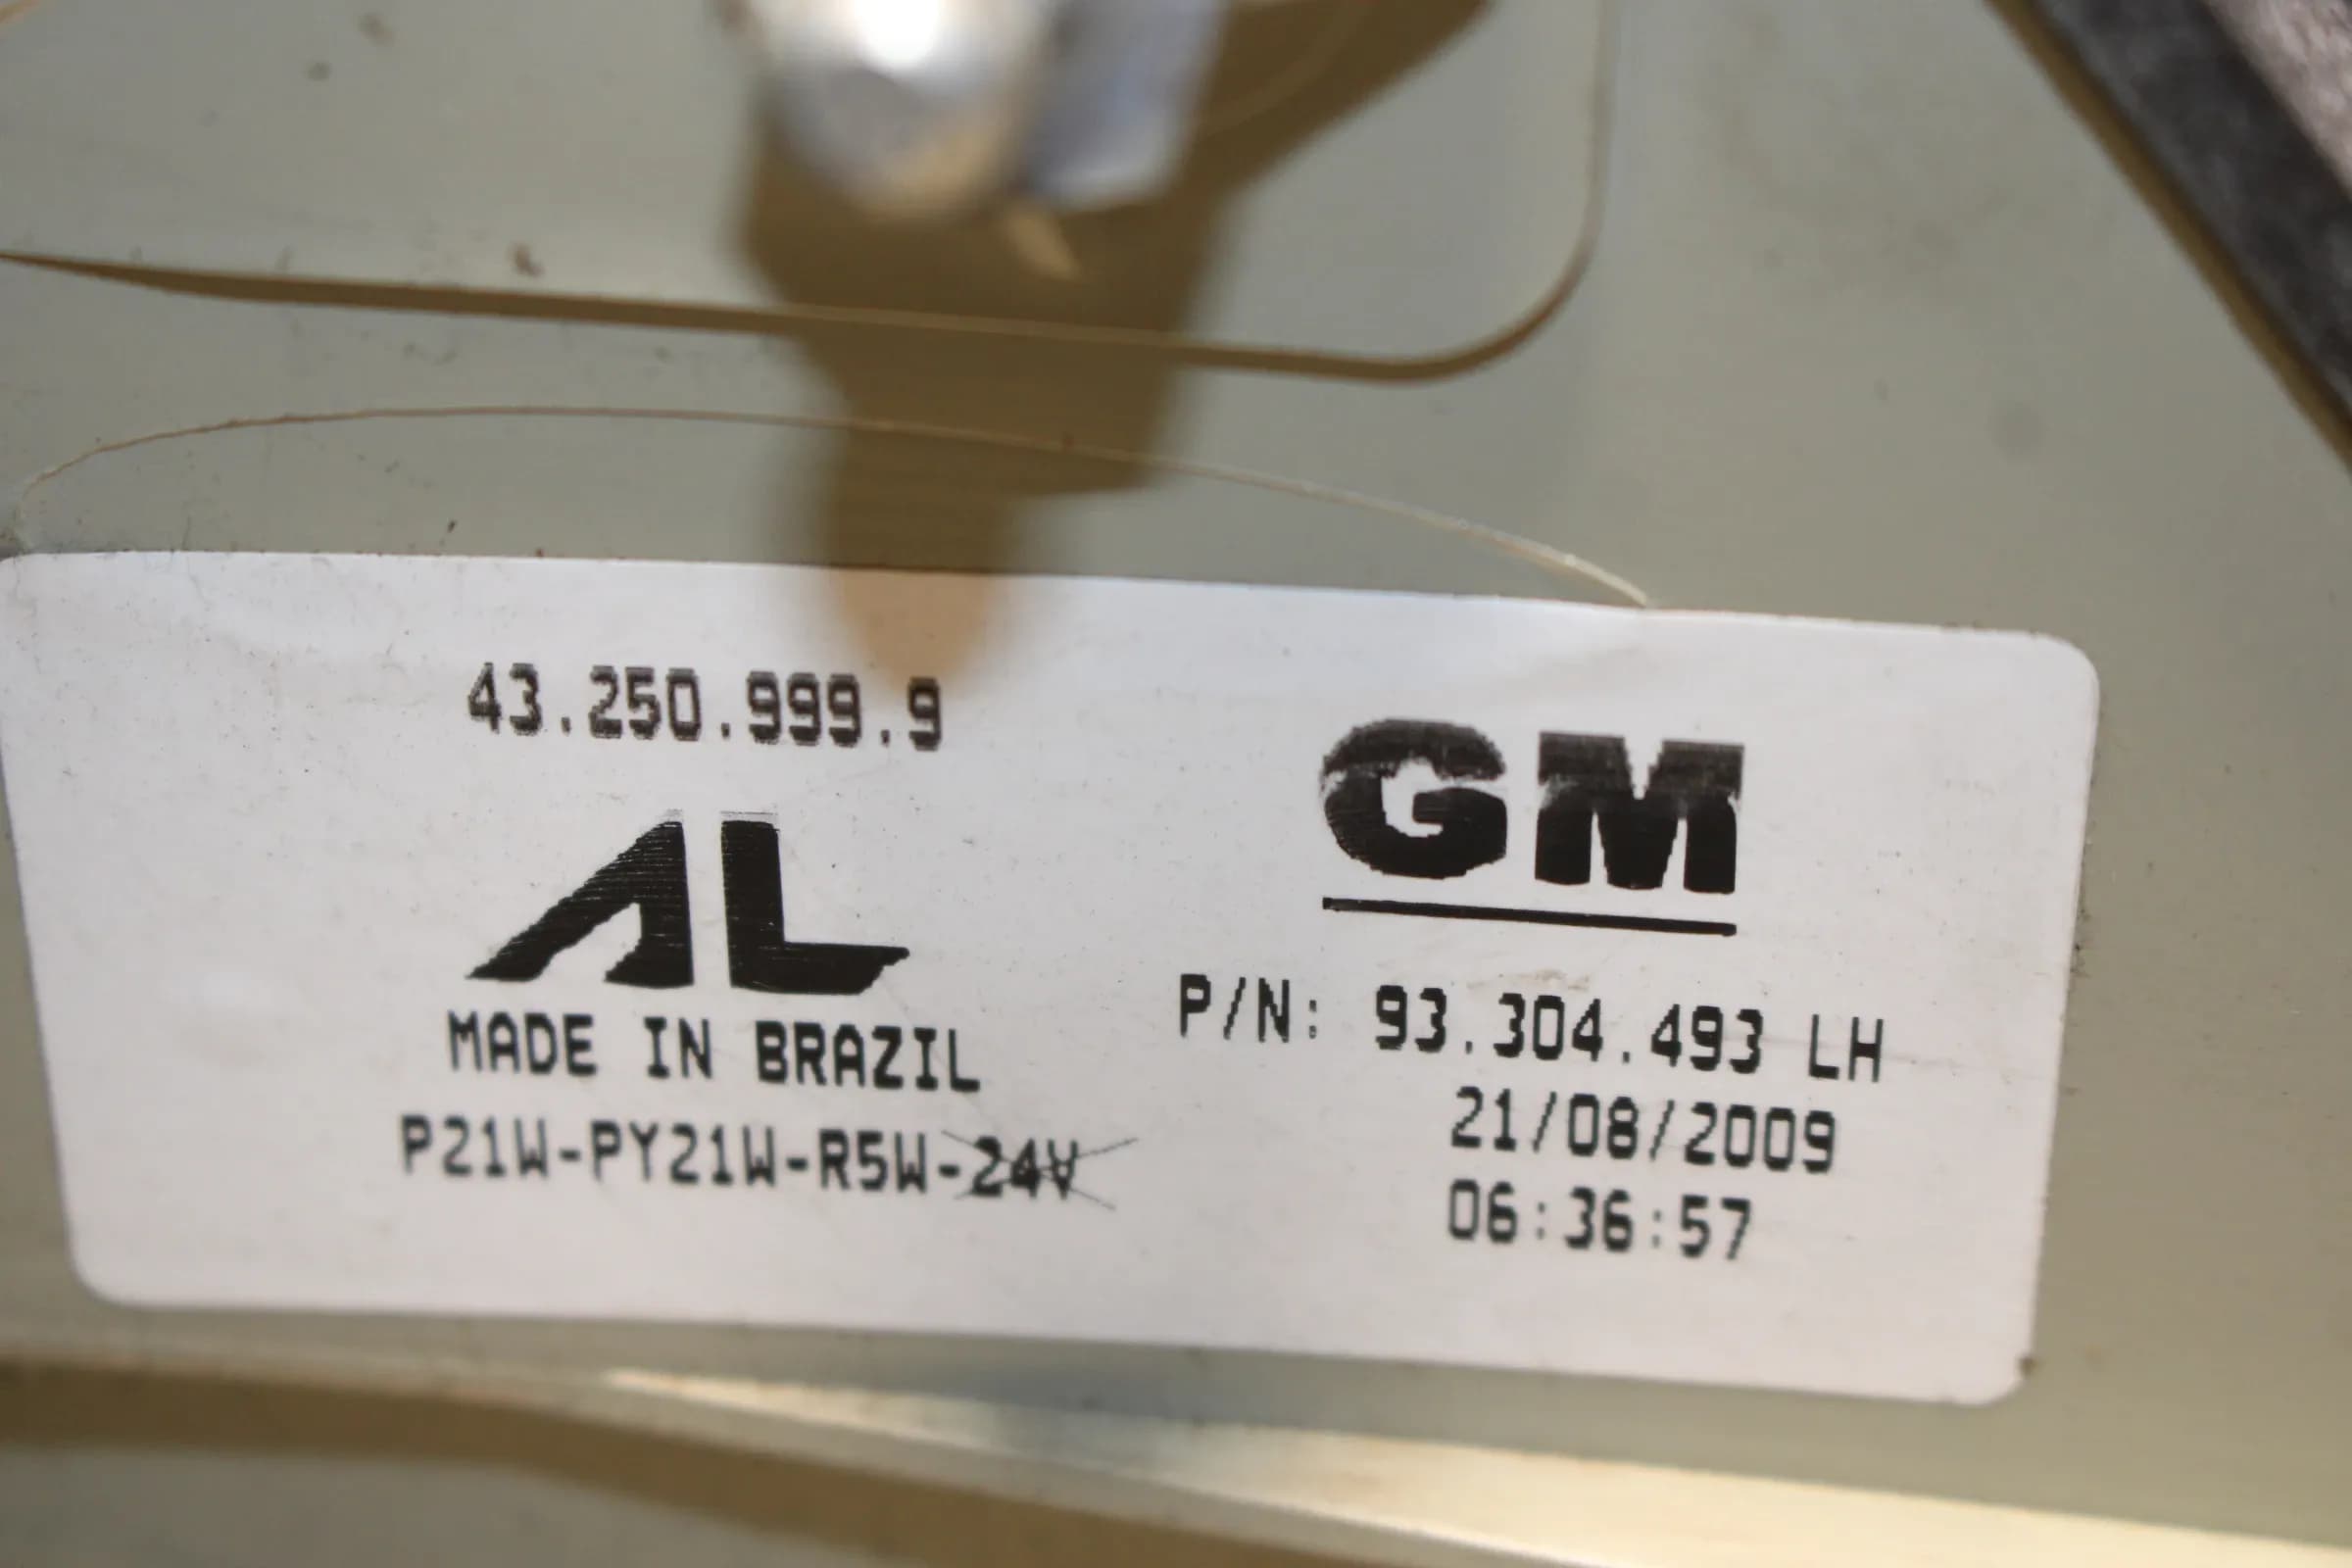 43.250.999.9
AL
MADE IN BRAZIL
P21W-PY21W-R5W-24V
GM
P/N: 93.304.493 LH
21/08/2009
06:36:57